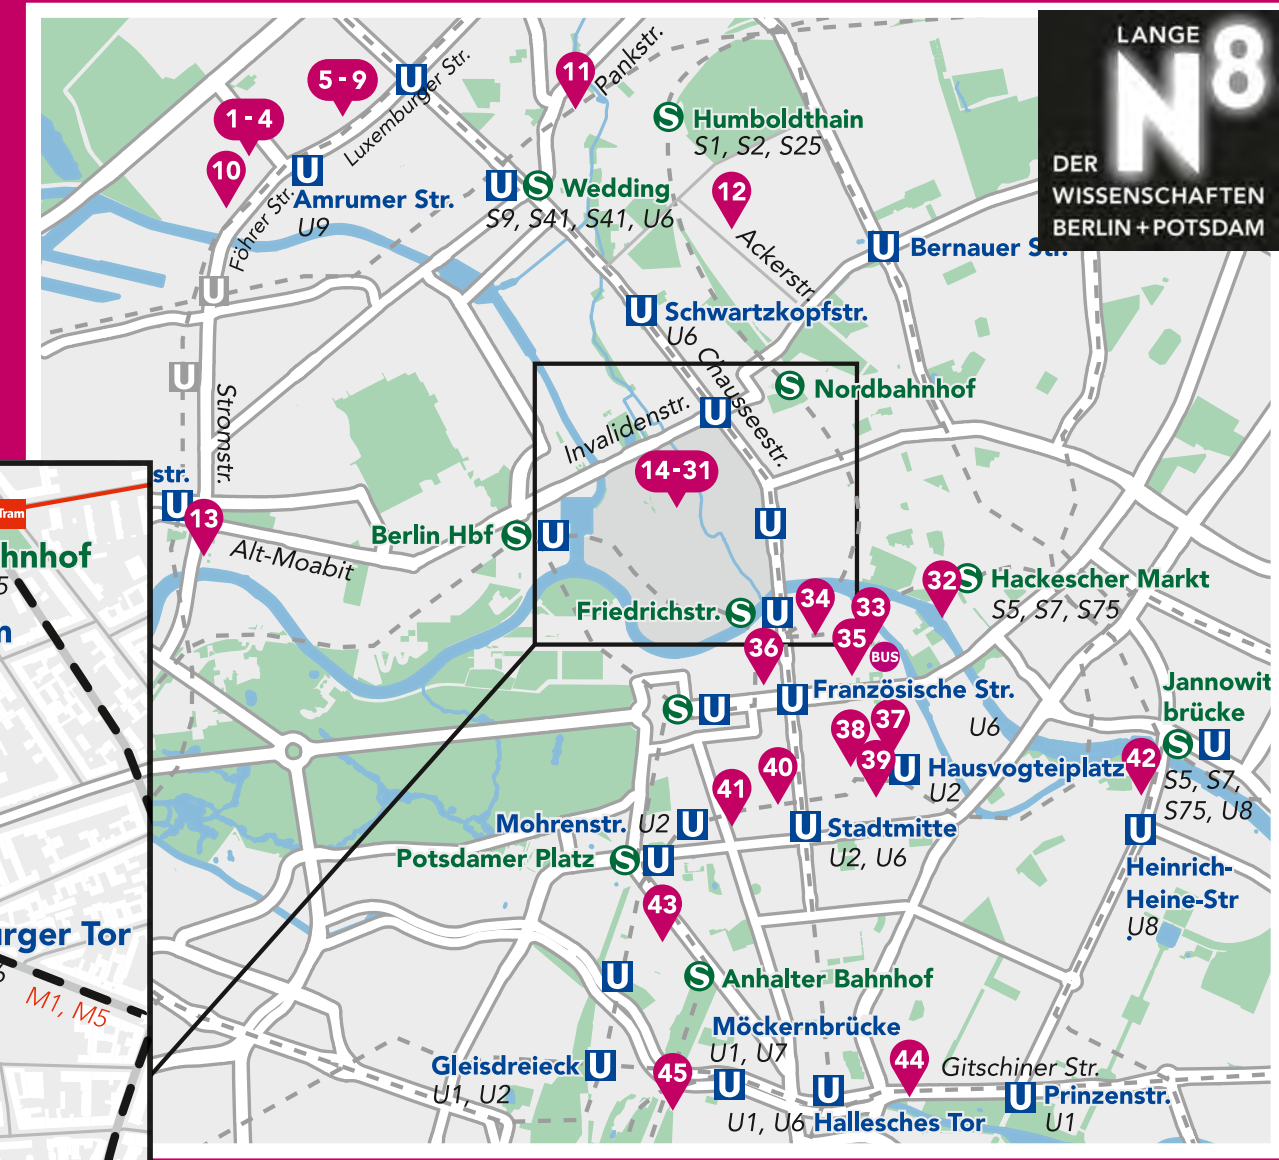 LANGE
N8
DER
WISSENSCHAFTEN
BERLIN + POTSDAM
5 - 9
U
Luxemburger Str.
11
Pankstr.
1 - 4
10
U
Amrumer Str.
U9
Föhrer Str.
U
U
S
Humboldthain
S1, S2, S25
U S Wedding
S9, S41, S41, U6
12
Ackerstr.
U Bernauer Str.
U Schwartzkopfstr.
U6
Chausseestr.
S Nordbahnhof
U
Invalidenstr.
U
Stromstr.
14-31
str.
U
13
Alt-Moabit
Berlin Hbf S U
U
Tram
hnhof
5
n
Friedrichstr. S U
34
33
35
36
BUS
32
S Hackescher Markt
S5, S7, S75
S U
U Französische Str.
U6
Jannowit
brücke
S U
S5, S7,
S75, U8
42
38
37
39
U Hausvogteiplatz
U2
40
41
Mohrenstr. U2 U
U Stadtmitte
U2, U6
Potsdamer Platz S U
U
Heinrich-
Heine-Str
U8
43
urger Tor
6
M1, M5
U
S Anhalter Bahnhof
Möckernbrücke
U1, U7
U
Gleisdreieck U
U1, U2
45
44
Gitschiner Str.
U
U1, U6 Hallesches Tor
U Prinzenstr.
U1